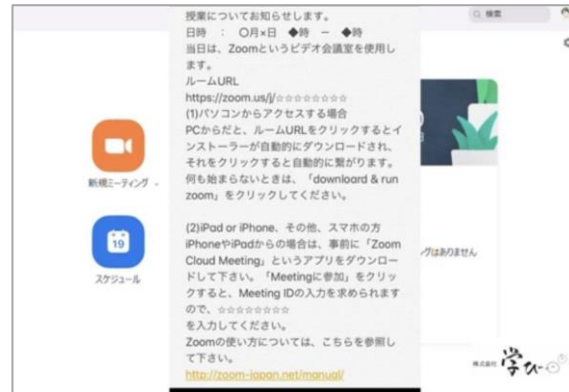 授業についてお知らせします。
日時　：　〇月×日　◆時　ー　◆時
当日は、Zoomというビデオ会議室を使用し
ます。
ルームURL
https://zoom.us/j/☆☆☆☆☆☆☆☆
(1)パソコンからアクセスする場合
PCからだと、ルームURLをクリックするとイ
ンストーラーが自動的にダウンロードされ、
それをクリックすると自動的に繋がります。
何も始まらないときは、「downloard & run
zoom」をクリックしてください。
(2)iPad or iPhone、その他、スマホの方
iPhoneやiPadからの場合は、事前に「Zoom
Cloud Meeting」というアプリをダウンロー
ドして下さい。「Meetingに参加」をクリッ
クすると、Meeting IDの入力を求められます
ので、☆☆☆☆☆☆☆☆
を入力してください。
Zoomの使い方については、こちらを参照し
て下さい。
http://zoom-japan.net/manual/
新規ミーティング
19
スケジュール
検索
ングはありません
株式会社 学び